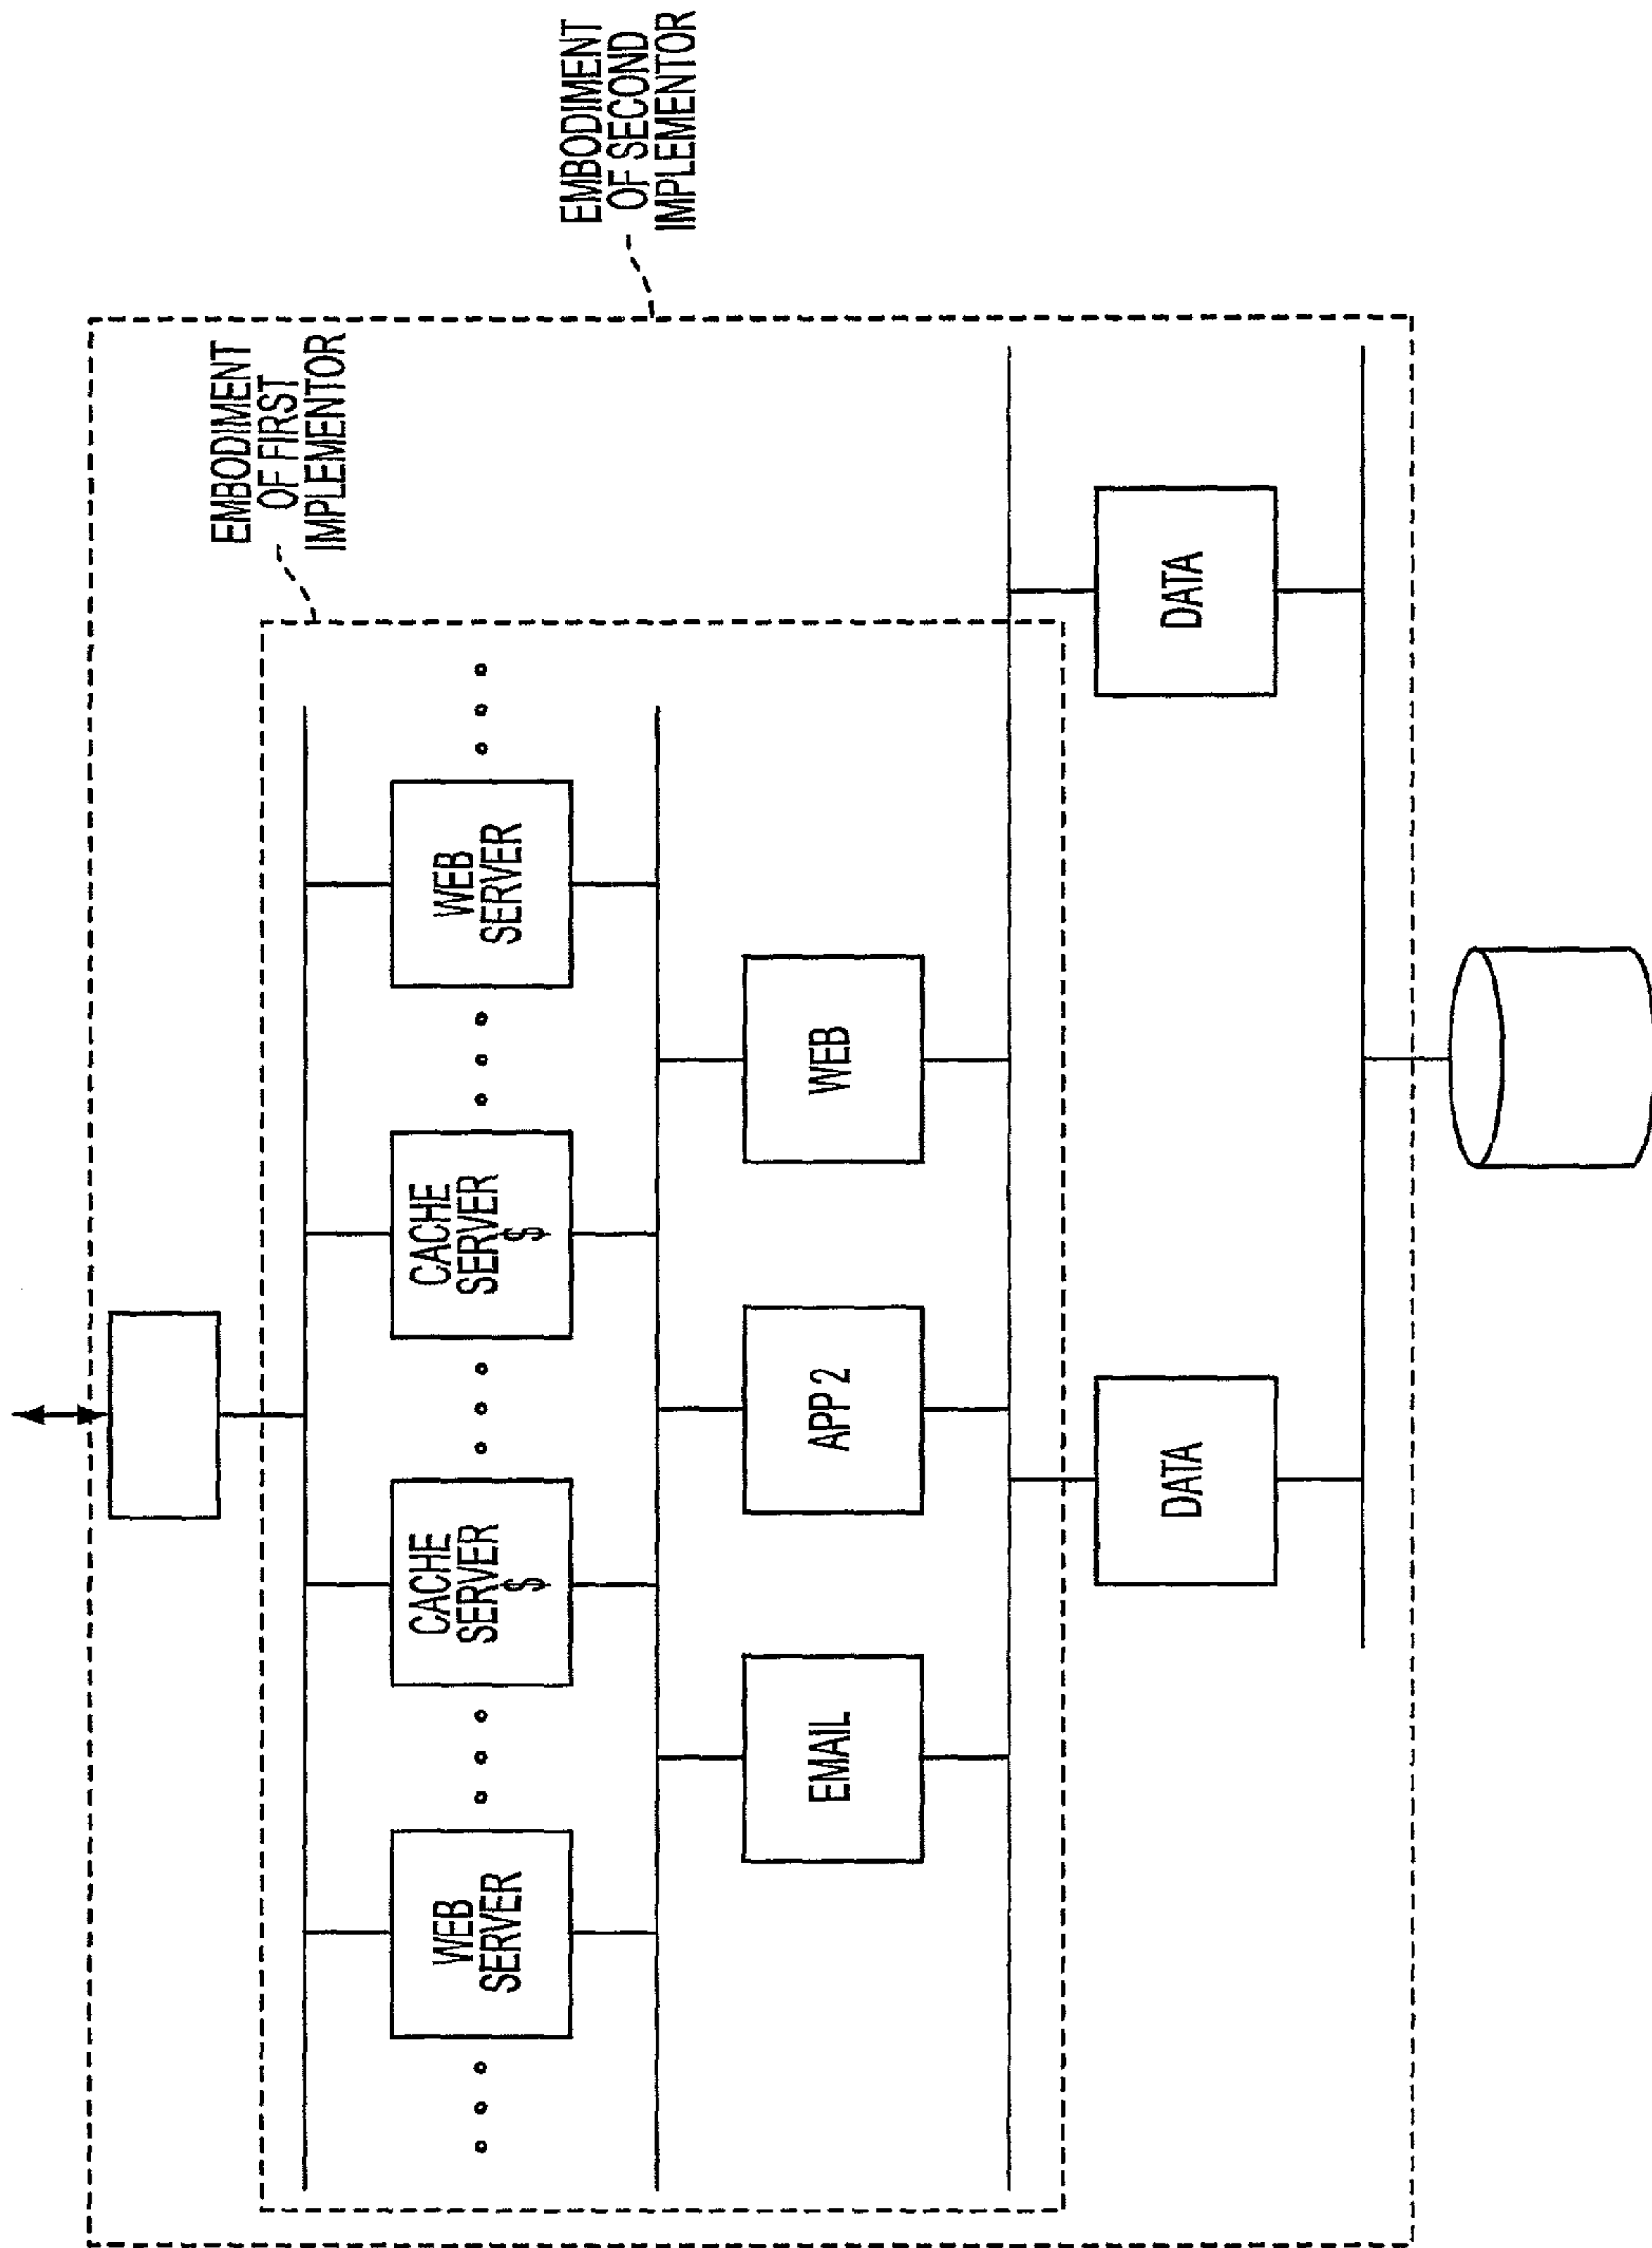 EMBODIMENT
OF SECOND
IMPLEMENTOR
EMBODIMENT
OF FIRST
IMPLEMENTOR
WEB
SERVER
CACHE
SERVER
$
CACHE
SERVER
$
WEB
SERVER
EMAIL
APP 2
WEB
DATA
DATA